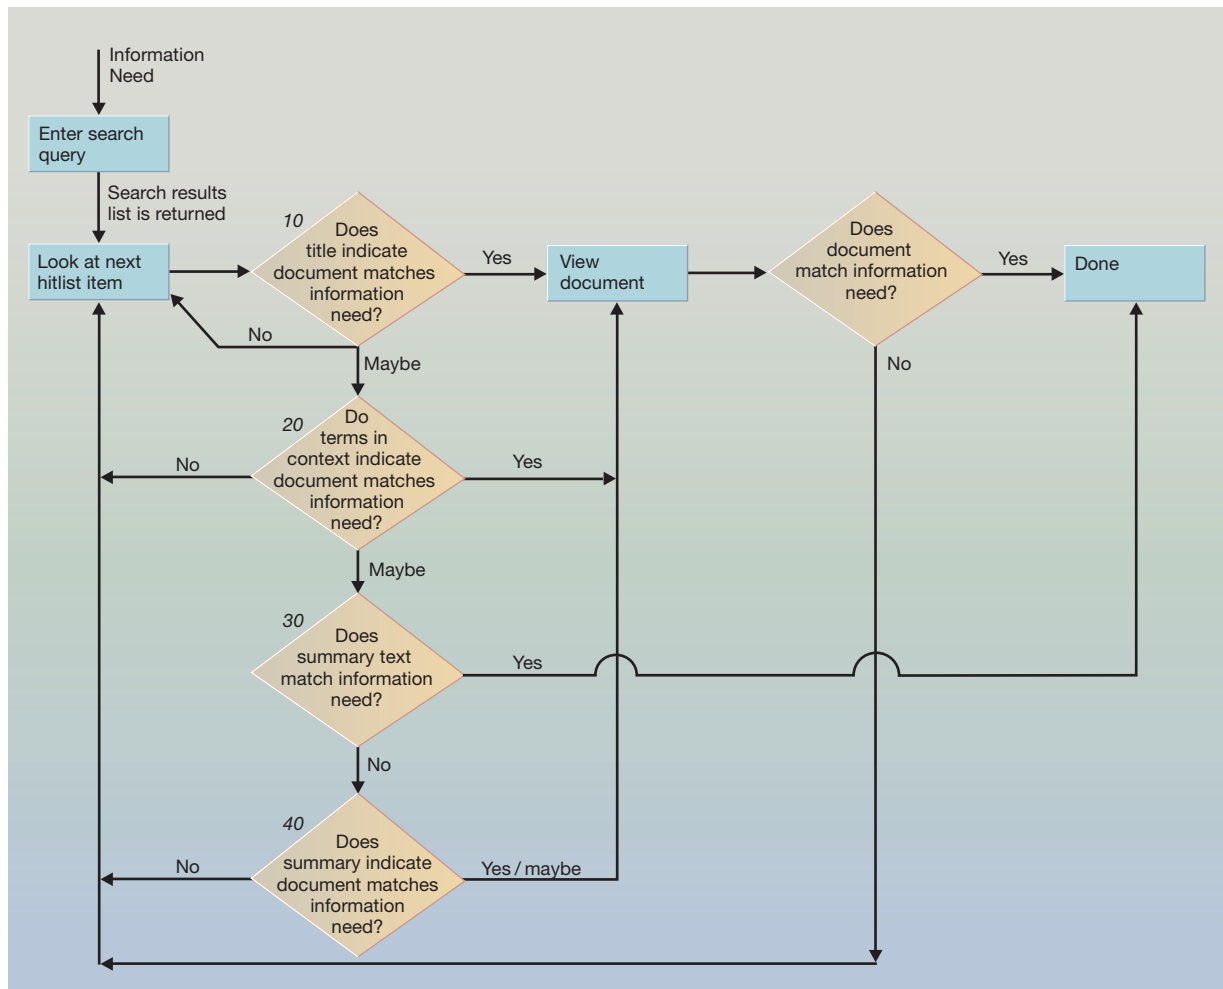 Information
Need
Enter search
query
Search results
list is returned
Look at next
hitlist item
10
Does
title indicate
document matches
information
need?
Yes
View
document
Does
document
match information
need?
Yes
Done
No
Maybe
No
20
Do
terms in
context indicate
document matches
information
need?
No
Yes
Maybe
30
Does
summary text
match information
need?
Yes
No
40
Does
summary indicate
document matches
information
need?
No
Yes / maybe